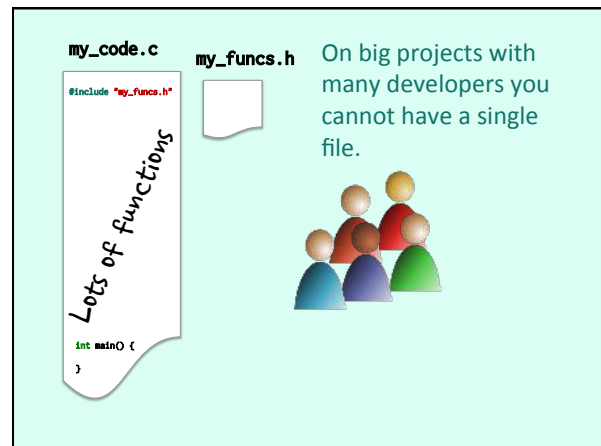 my_code.c
my_funcs.h
#include "my_funcs.h"
Lots of functions
int main() {
}
On big projects with
many developers you
cannot have a single
file.